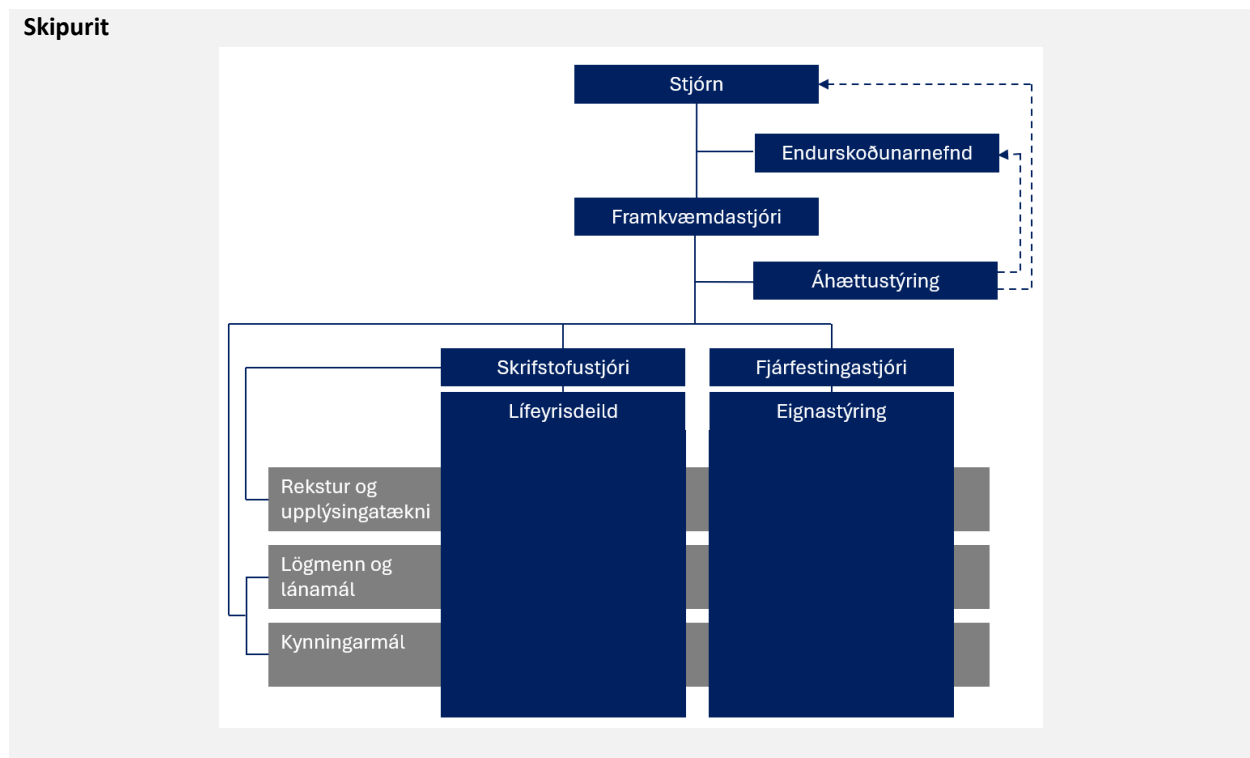 Skipurit
Stjórn
Endurskoðunarnefnd
Framkvæmdastjóri
Áhættustýring
Skrifstofustjóri
Fjárfestingastjóri
Lífeyrisdeild
Eignastýring
Rekstur og
upplýsingatækni
Lögmenn og
lánamál
Kynningarmál